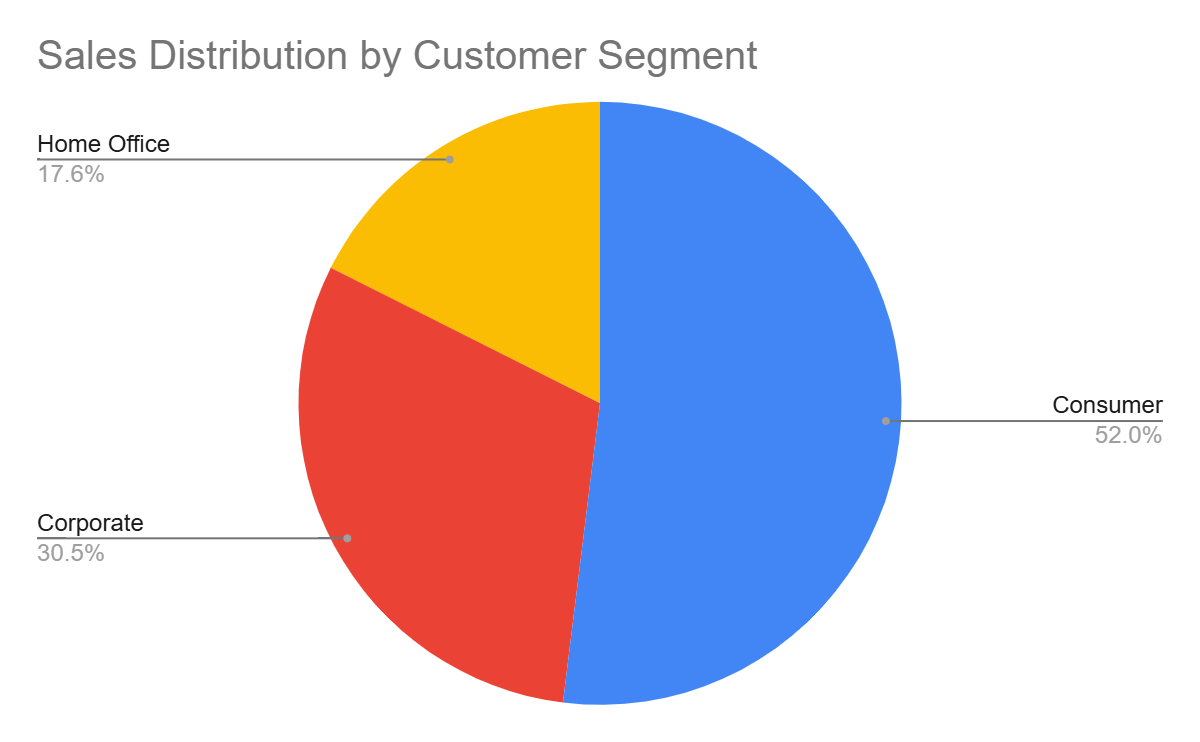 Sales Distribution by Customer Segment
Home Office
17.6%
Consumer
52.0%
Corporate
30.5%